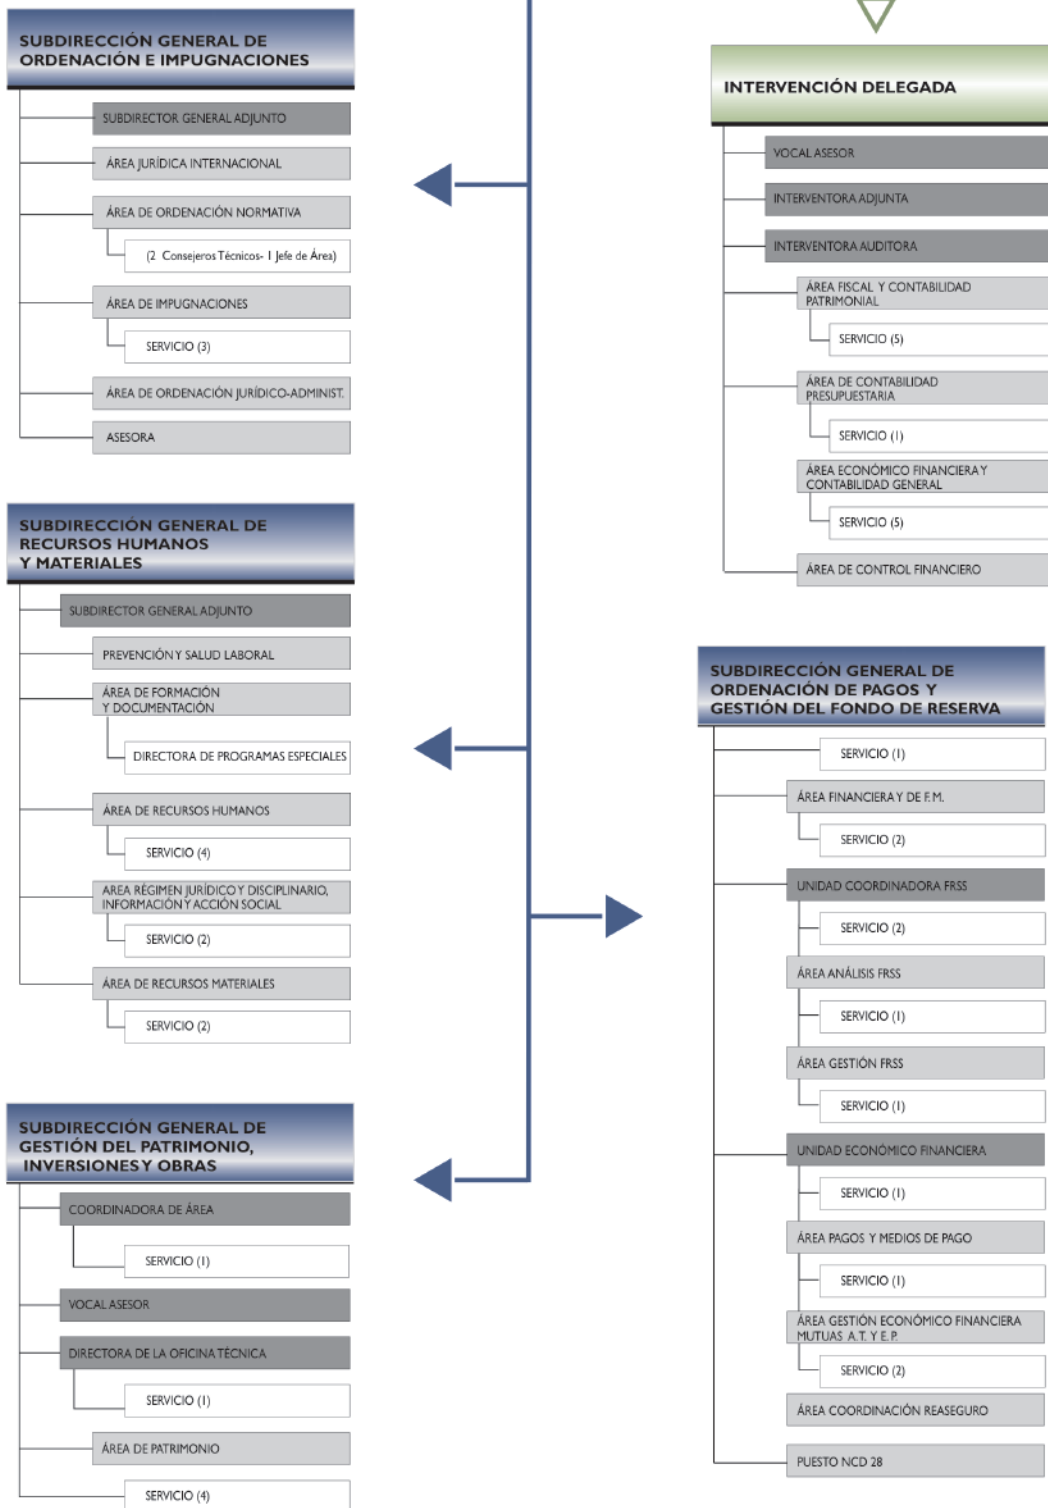 SUBDIRECCIÓN GENERAL DE
ORDENACIÓN E IMPUGNACIONES
SUBDIRECTOR GENERAL ADJUNTO
ÁREA JURÍDICA INTERNACIONAL
ÁREA DE ORDENACIÓN NORMATIVA
(2 Consejeros Técnicos- 1 Jefe de Área)
ÁREA DE IMPUGNACIONES
SERVICIO (3)
ÁREA DE ORDENACIÓN JURÍDICO-ADMINIST.
ASESORA
SUBDIRECCIÓN GENERAL DE
RECURSOS HUMANOS
Y MATERIALES
SUBDIRECTOR GENERAL ADJUNTO
PREVENCIÓN Y SALUD LABORAL
ÁREA DE FORMACIÓN
Y DOCUMENTACIÓN
DIRECTORA DE PROGRAMAS ESPECIALES
ÁREA DE RECURSOS HUMANOS
SERVICIO (4)
AREA RÉGIMEN JURÍDICO Y DISCIPLINARIO,
INFORMACIÓN Y ACCIÓN SOCIAL
SERVICIO (2)
ÁREA DE RECURSOS MATERIALES
SERVICIO (2)
SUBDIRECCIÓN GENERAL DE
GESTIÓN DEL PATRIMONIO,
INVERSIONES Y OBRAS
COORDINADORA DE ÁREA
SERVICIO (1)
VOCAL ASESOR
DIRECTORA DE LA OFICINA TÉCNICA
SERVICIO (1)
ÁREA DE PATRIMONIO
SERVICIO (4)
INTERVENCIÓN DELEGADA
VOCAL ASESOR
INTERVENTORA ADJUNTA
INTERVENTORA AUDITORA
ÁREA FISCAL Y CONTABILIDAD
PATRIMONIAL
SERVICIO (5)
ÁREA DE CONTABILIDAD
PRESUPUESTARIA
SERVICIO (1)
ÁREA ECONÓMICO FINANCIERA Y
CONTABILIDAD GENERAL
SERVICIO (5)
ÁREA DE CONTROL FINANCIERO
SUBDIRECCIÓN GENERAL DE
ORDENACIÓN DE PAGOS Y
GESTIÓN DEL FONDO DE RESERVA
SERVICIO (1)
ÁREA FINANCIERA Y DE F. M.
SERVICIO (2)
UNIDAD COORDINADORA FRSS
SERVICIO (2)
ÁREA ANÁLISIS FRSS
SERVICIO (1)
ÁREA GESTIÓN FRSS
SERVICIO (1)
UNIDAD ECONÓMICO FINANCIERA
SERVICIO (1)
ÁREA PAGOS Y MEDIOS DE PAGO
SERVICIO (1)
ÁREA GESTIÓN ECONÓMICO FINANCIERA
MUTUAS A.T. Y E. P.
SERVICIO (2)
ÁREA COORDINACIÓN REASEGURO
PUESTO NCD 28